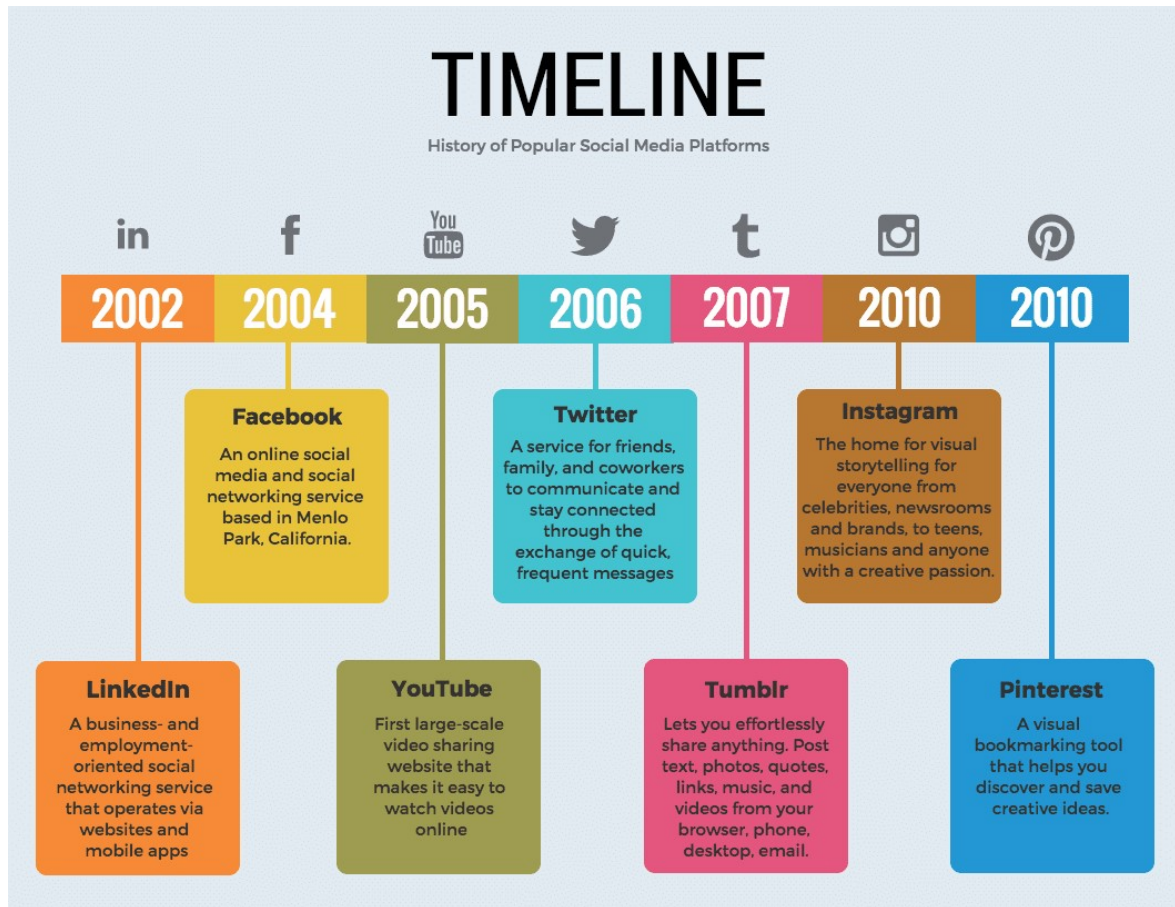 TIMELINE
History of Popular Social Media Platforms
in
f
You
Tube
t
2002
2004
2005
2006
2007
2010
2010
Facebook
An online social
media and social
networking service
based in Menlo
Park, California.
Twitter
A service for friends,
family, and coworkers
to communicate and
stay connected
through the
exchange of quick,
frequent messages
Instagram
The home for visual
storytelling for
everyone from
celebrities, newsrooms
and brands, to teens,
musicians and anyone
with a creative passion.
LinkedIn
A business- and
employment-
oriented social
networking service
that operates via
websites and
mobile apps
YouTube
First large-scale
video sharing
website that
makes it easy to
watch videos
online
Tumblr
Lets you effortlessly
share anything. Post
text, photos, quotes,
links, music, and
videos from your
browser, phone,
desktop, email.
Pinterest
A visual
bookmarking tool
that helps you
discover and save
creative ideas.